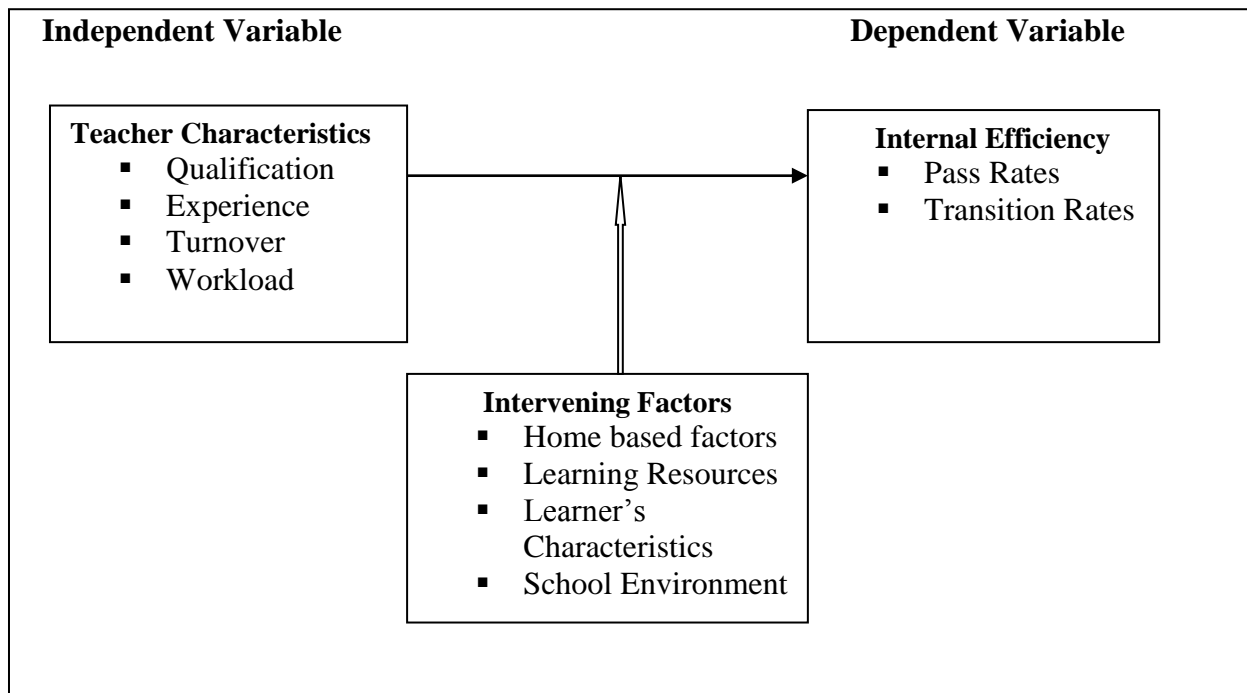 Independent Variable
Dependent Variable
Teacher Characteristics
▪ Qualification
▪ Experience
▪ Turnover
▪ Workload
Internal Efficiency
▪ Pass Rates
▪ Transition Rates
Intervening Factors
▪ Home based factors
▪ Learning Resources
▪ Learner’s
Characteristics
▪ School Environment